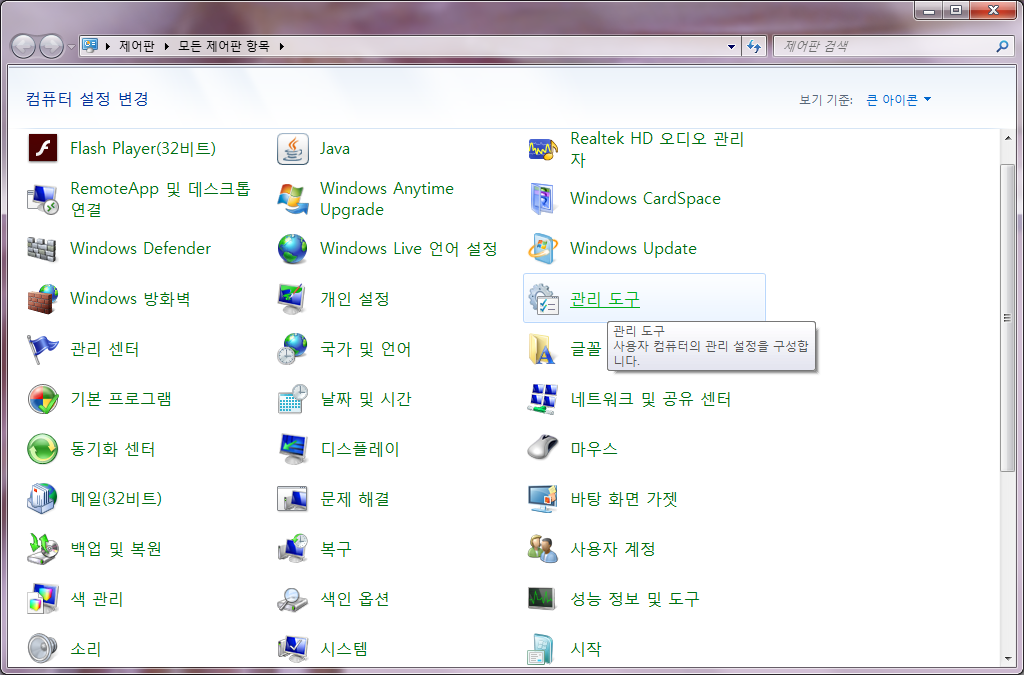 제어판 ▸ 모든 제어판 항목 ▸
제어판 검색
컴퓨터 설정 변경
보기 기준: 큰 아이콘
Flash Player(32비트)
Java
Realtek HD 오디오 관리
자
RemoteApp 및 데스크톱
연결
Windows Anytime
Upgrade
Windows CardSpace
Windows Defender
Windows Live 언어 설정
Windows Update
Windows 방화벽
개인 설정
관리 도구
관리 도구
사용자 컴퓨터의 관리 설정을 구성합
니다.
관리 센터
국가 및 언어
글꼴
기본 프로그램
날짜 및 시간
네트워크 및 공유 센터
동기화 센터
디스플레이
마우스
메일(32비트)
문제 해결
바탕 화면 가젯
백업 및 복원
복구
사용자 계정
색 관리
색인 옵션
성능 정보 및 도구
소리
시스템
시작